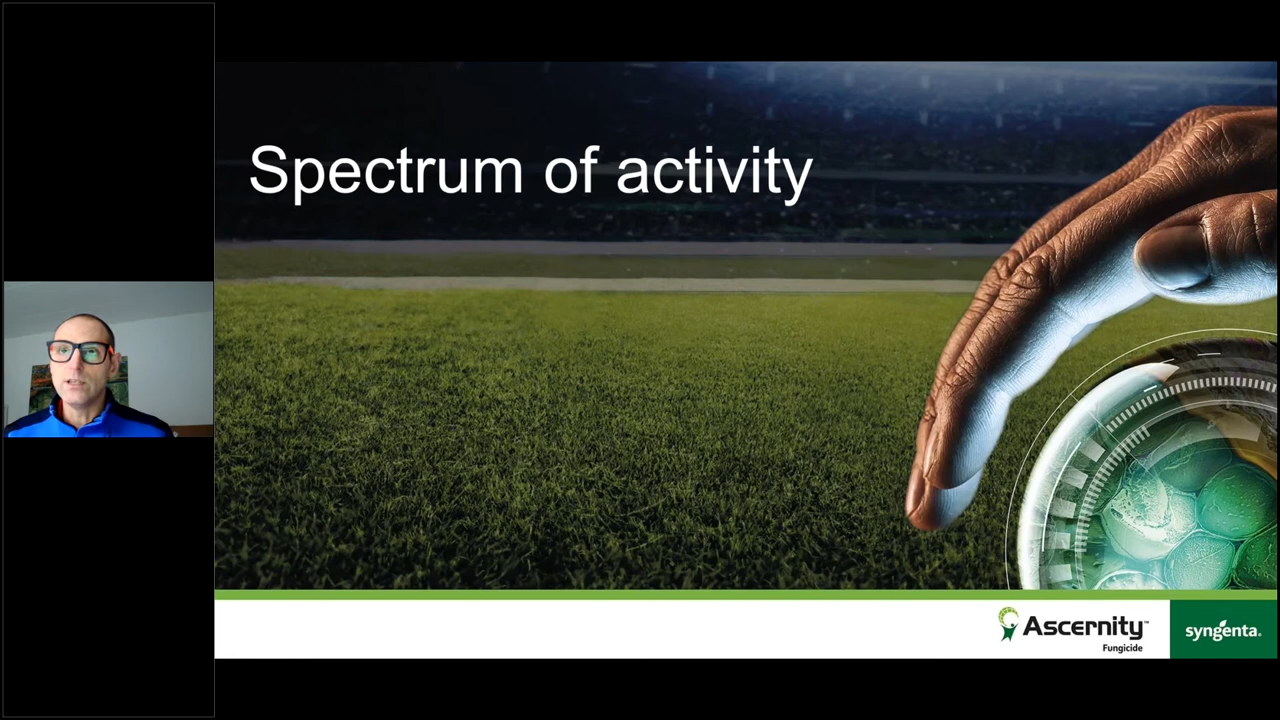 Spectrum of activity
Ascernity™
Fungicide
syngenta®